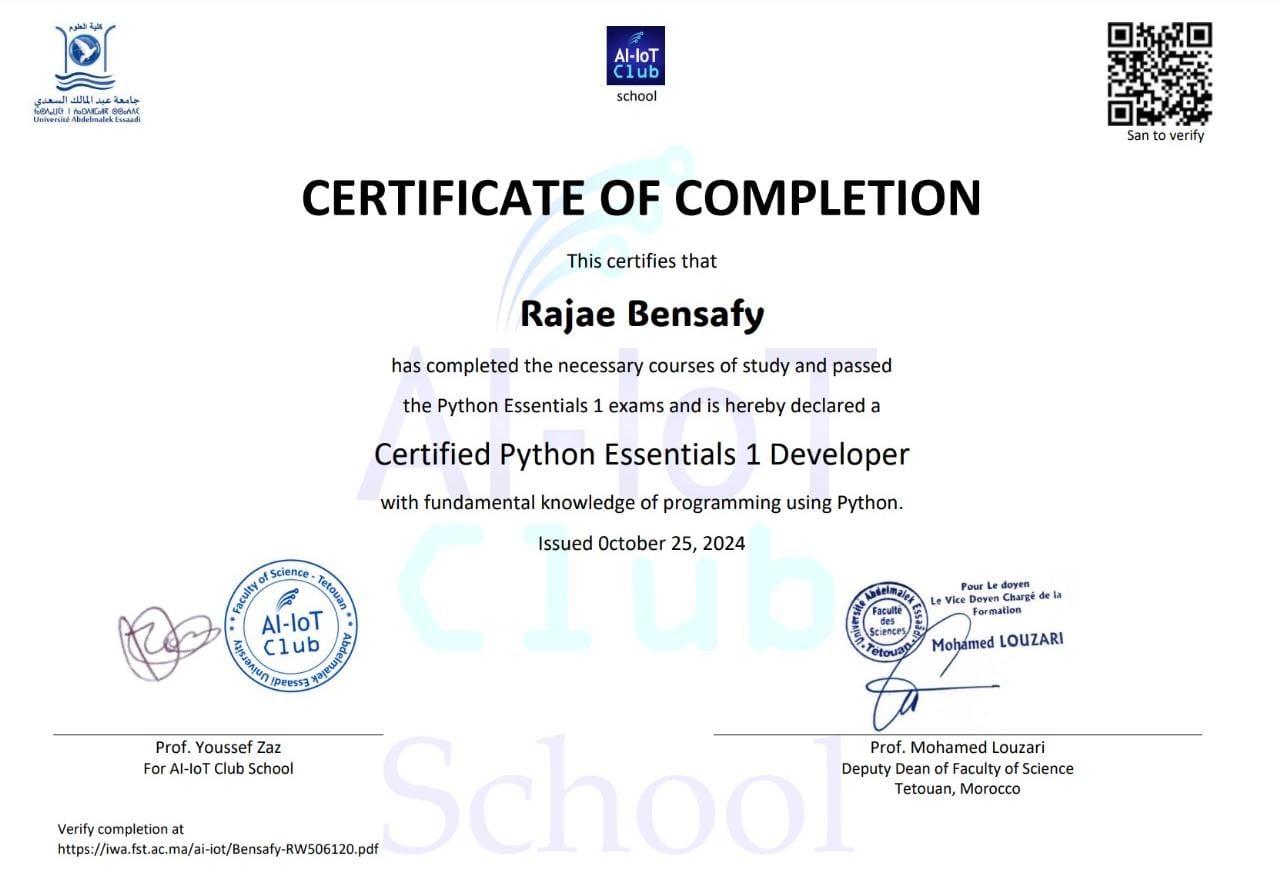 كلية العلوم
جامعة عبد المالك السعدي
Université Abdelmalek Essaadi
AI-IoT
Club
school
San to verify
CERTIFICATE OF COMPLETION
This certifies that
Rajae Bensafy
has completed the necessary courses of study and passed
the Python Essentials 1 exams and is hereby declared a
Certified Python Essentials 1 Developer
with fundamental knowledge of programming using Python.
Issued October 25, 2024
AI-IoT
Club
School
** Faculty of Science - Tetouan ** Abdelmalek Essaadi University
AI-IoT
Club
Université Abdelmalek Essaadi - Tétouan
Faculté
des
Sciences
Pour Le doyen
Le Vice Doyen Chargé de la
Formation
Mohamed LOUZARI
Prof. Youssef Zaz
For AI-IoT Club School
Prof. Mohamed Louzari
Deputy Dean of Faculty of Science
Tetouan, Morocco
Verify completion at
https://iwa.fst.ac.ma/ai-iot/Bensafy-RW506120.pdf